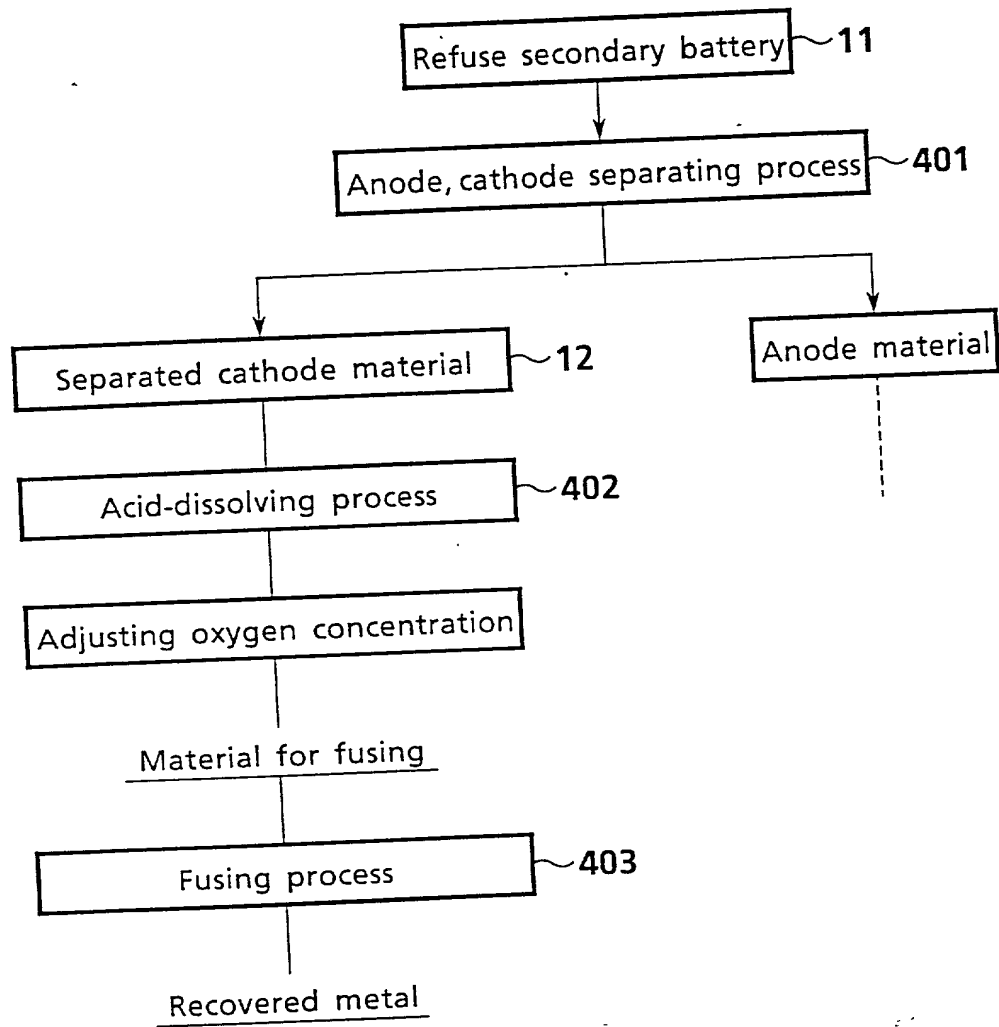 Refuse secondary battery 11
Anode, cathode separating process 401
Separated cathode material 12
Anode material
Acid-dissolving process 402
Adjusting oxygen concentration
Material for fusing
Fusing process 403
Recovered metal